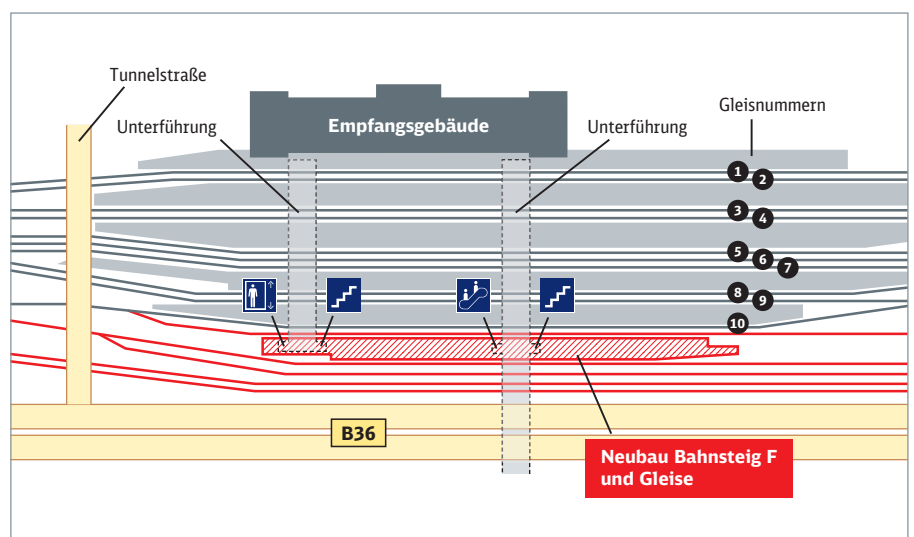 Tunnelstraße
Unterführung
Empfangsgebäude
Unterführung
Gleisnummern
1
2
3
4
5
6
7
8
9
10
B36
Neubau Bahnsteig F
und Gleise